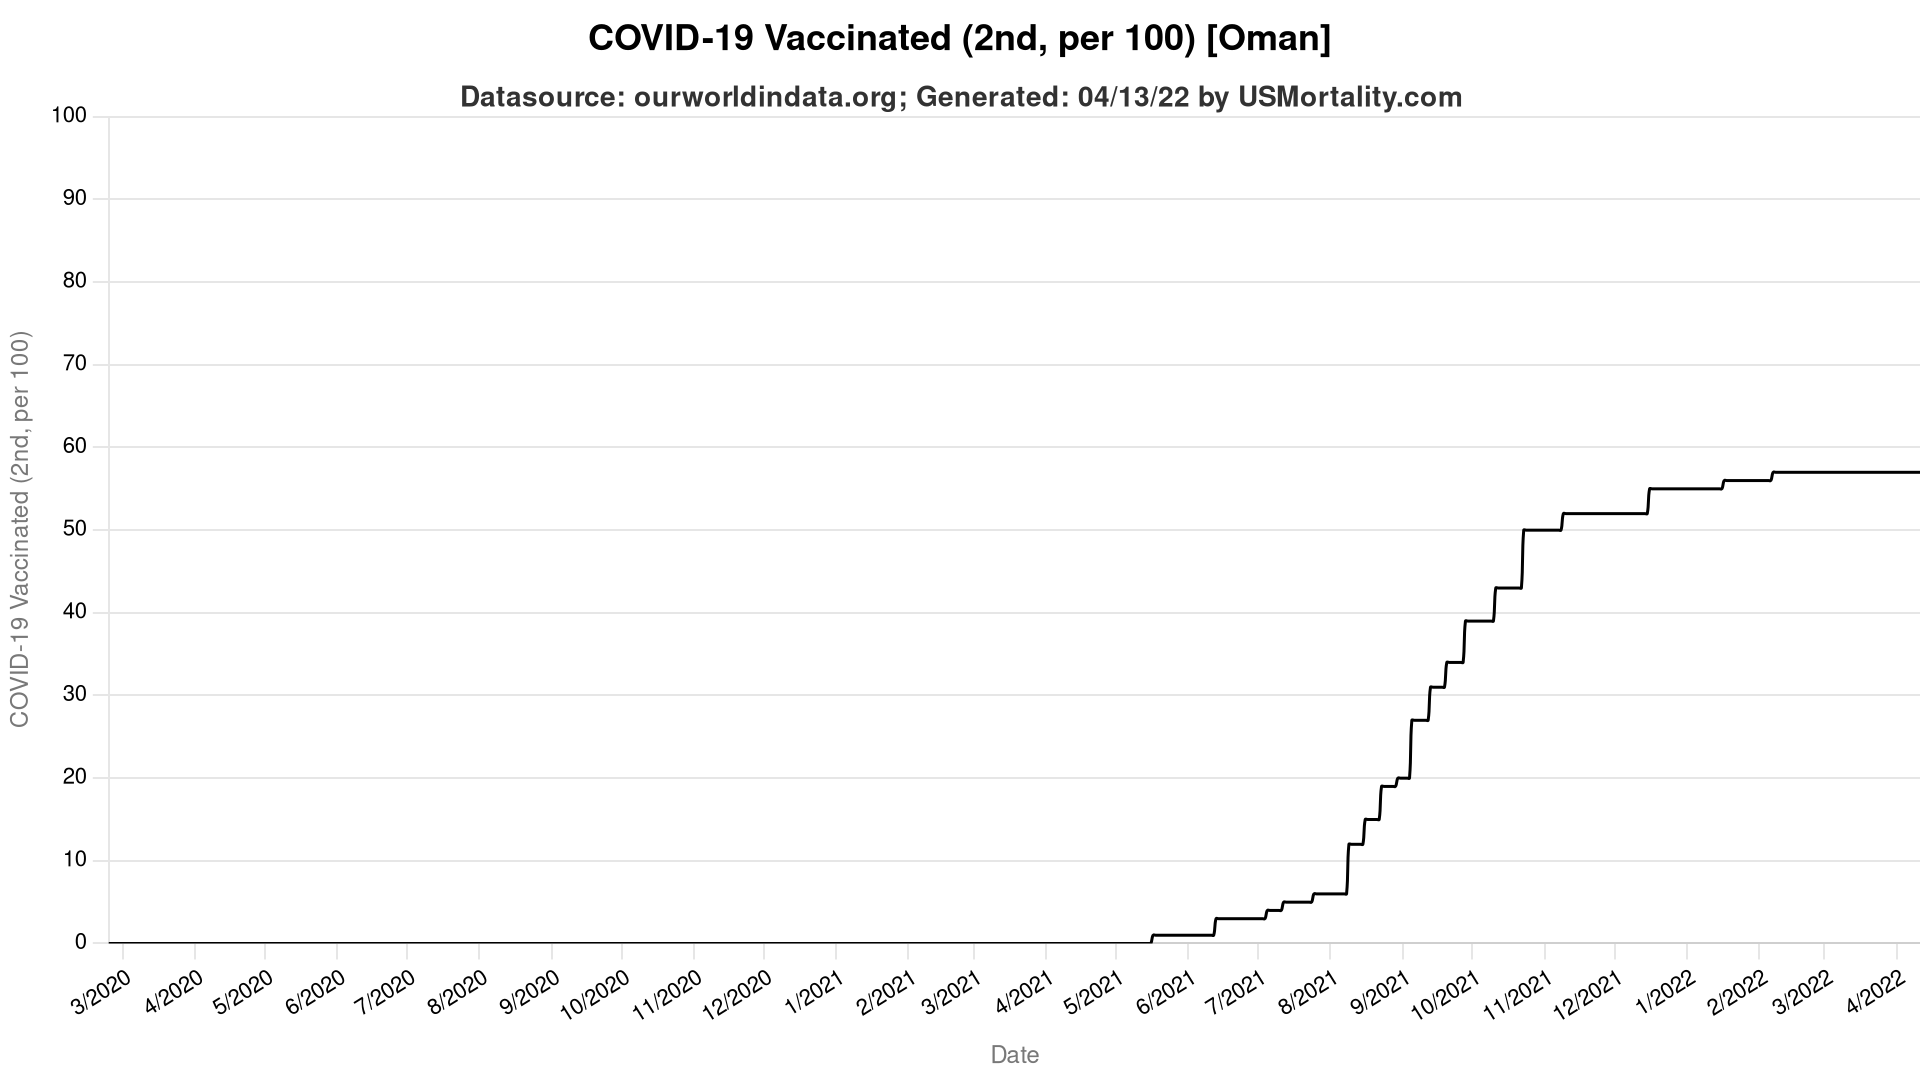 COVID-19 Vaccinated (2nd, per 100) [Oman]
Datasource: ourworldindata.org; Generated: 04/13/22 by USMortality.com
COVID-19 Vaccinated (2nd, per 100)
100
90
80
70
60
50
40
30
20
10
0
3/2020 4/2020 5/2020 6/2020 7/2020 8/2020 9/2020 10/2020 11/2020 12/2020 1/2021 2/2021 3/2021 4/2021 5/2021 6/2021 7/2021 8/2021 9/2021 10/2021 11/2021 12/2021 1/2022 2/2022 3/2022 4/2022
Date